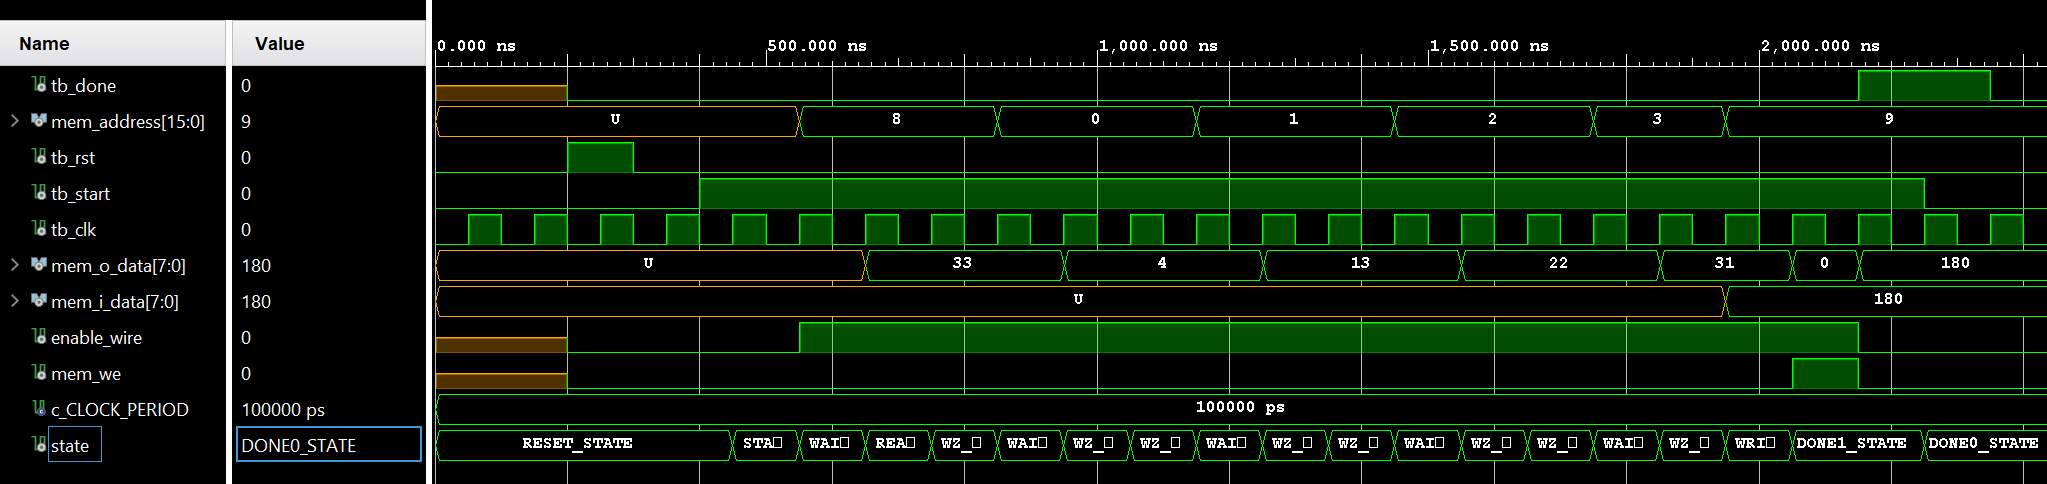 Name Value
0.000 ns 500.000 ns 1,000.000 ns 1,500.000 ns 2,000.000 ns
tb_done 0
mem_address[15:0] 9 U 8 0 1 2 3 9
tb_rst 0
tb_start 0
tb_clk 0
mem_o_data[7:0] 180 U 33 4 13 22 31 0 180
mem_i_data[7:0] 180 U 180
enable_wire 0
mem_we 0
c_CLOCK_PERIOD 100000 ps 100000 ps
state DONE0_STATE RESET_STATE STA□ WAI□ REA□ WZ_□ WAI□ WZ_□ WZ_□ WAI□ WZ_□ WZ_□ WAI□ WZ_□ WZ_□ WAI□ WZ_□ WRI□ DONE1_STATE DONE0_STATE